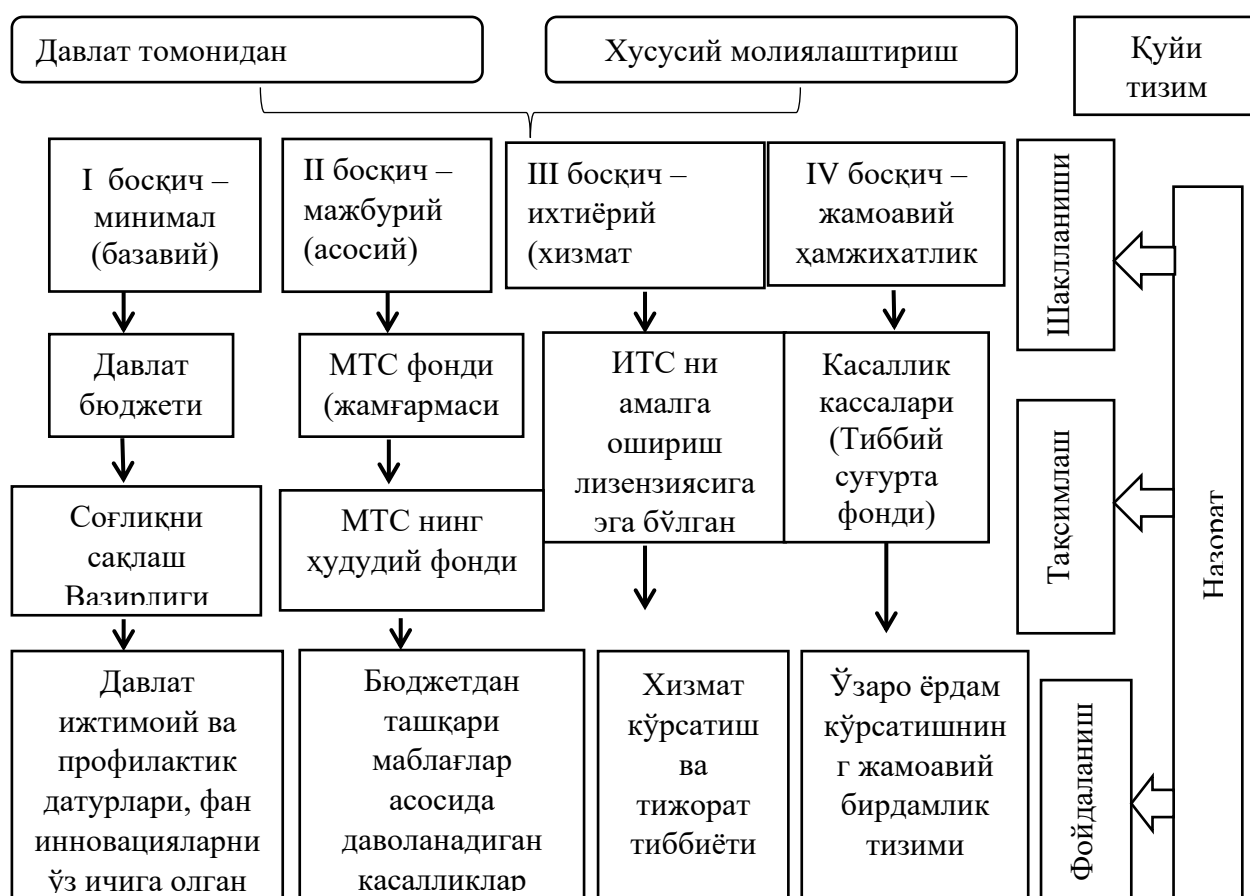 Давлат томонидан
Хусусий молиялаштириш
Қуйи
тизим
I босқич –
минимал
(базавий)
II босқич –
мажбурий
(асосий)
III босқич –
ихтиёрий
(хизмат
IV босқич –
жамоавий
ҳамжихатлик
Шаклланиши
Давлат
бюджети
МТС фонди
(жамғармаси
ИТС ни
амалга
ошириш
лизензиясига
эга бўлган
Касаллик
кассалари
(Тиббий
суғурта
фонди)
Тақсимлаш
Назорат
Соғлиқни
сақлаш
Вазирлиги
МТС нинг
ҳудудий фонди
Давлат
ижтимоий ва
профилактик
датурлари, фан
инновацияларни
ўз ичига олган
Бюджетдан
ташқари
маблағлар
асосида
даволанадиган
касалликлар
Хизмат
кўрсатиш
ва
тижорат
тиббиёти
Ўзаро ёрдам
кўрсатишнин
г жамоавий
бирдамлик
тизими
Фойдаланиш